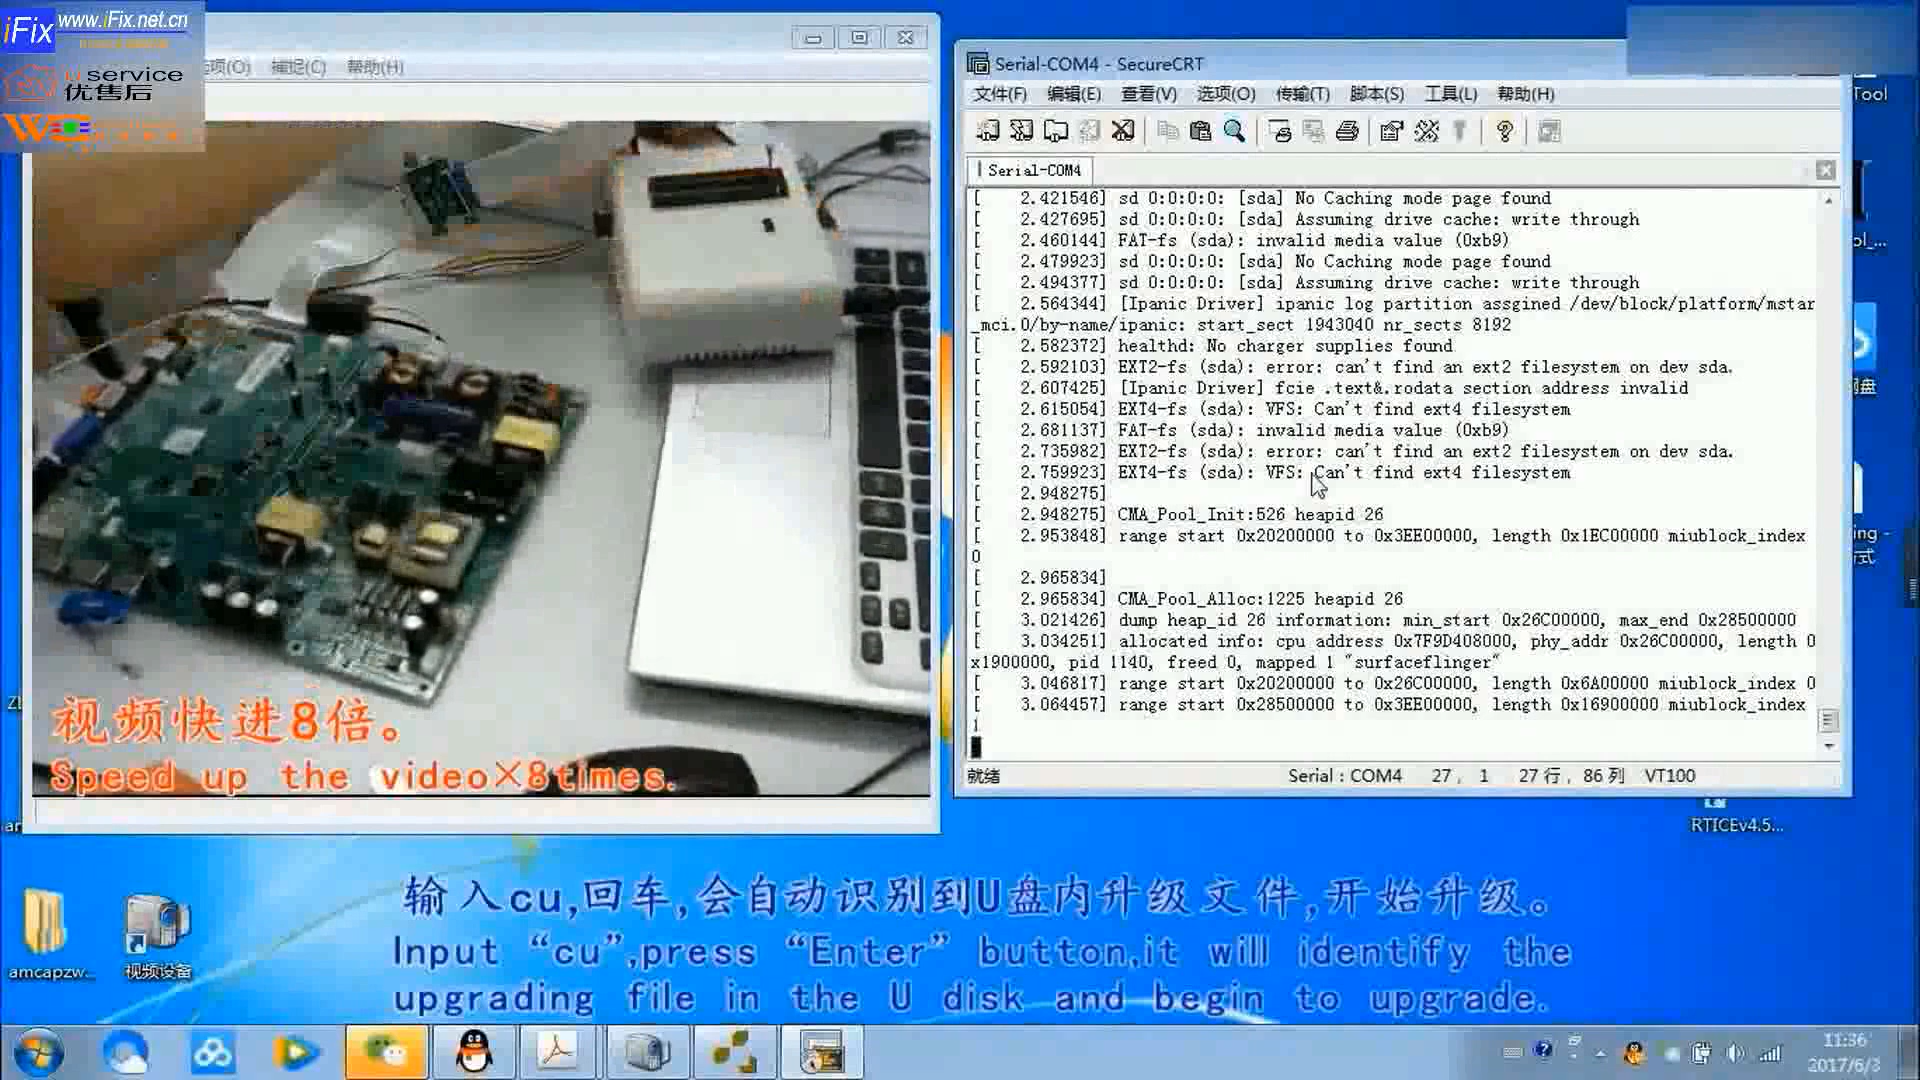 iFix www.iFix.net.cn
u service
优售后
捕捉(C) 帮助(H)
视频快进8倍。
Speed up the video×8times.
Serial-COM4 - SecureCRT
文件(F) 编辑(E) 查看(V) 选项(O) 传输(T) 脚本(S) 工具(L) 帮助(H)
Serial-COM4
[ 2.421546] sd 0:0:0:0: [sda] No Caching mode page found
[ 2.427695] sd 0:0:0:0: [sda] Assuming drive cache: write through
[ 2.460144] FAT-fs (sda): invalid media value (0xb9)
[ 2.479923] sd 0:0:0:0: [sda] No Caching mode page found
[ 2.494377] sd 0:0:0:0: [sda] Assuming drive cache: write through
[ 2.564344] [Ipanic Driver] ipanic log partition assgined /dev/block/platform/mstar
_mci.0/by-name/ipanic: start_sect 1943040 nr_sects 8192
[ 2.582372] healthd: No charger supplies found
[ 2.592103] EXT2-fs (sda): error: can't find an ext2 filesystem on dev sda.
[ 2.607425] [Ipanic Driver] fcie .text&.rodata section address invalid
[ 2.615054] EXT4-fs (sda): VFS: Can't find ext4 filesystem
[ 2.681137] FAT-fs (sda): invalid media value (0xb9)
[ 2.735982] EXT2-fs (sda): error: can't find an ext2 filesystem on dev sda.
[ 2.759923] EXT4-fs (sda): VFS: Can't find ext4 filesystem
[ 2.948275]
[ 2.948275] CMA_Pool_Init:526 heapid 26
[ 2.953848] range start 0x20200000 to 0x3EE00000, length 0x1EC00000 miublock_index
0
[ 2.965834]
[ 2.965834] CMA_Pool_Alloc:1225 heapid 26
[ 3.021426] dump heap_id 26 information: min_start 0x26C00000, max_end 0x28500000
[ 3.034251] allocated info: cpu address 0x7F9D408000, phy_addr 0x26C00000, length 0
x1900000, pid 1140, freed 0, mapped 1 "surfaceflinger"
[ 3.046817] range start 0x20200000 to 0x26C00000, length 0x6A00000 miublock_index 0
[ 3.064457] range start 0x28500000 to 0x3EE00000, length 0x16900000 miublock_index
1
就绪 Serial : COM4 27, 1 27 行, 86 列 VT100
Tool
RTICEv4.5...
输入cu,回车,会自动识别到U盘内升级文件,开始升级。
Input “cu”,press “Enter” button,it will identify the
upgrading file in the U disk and begin to upgrade.
amcapzw... 视频设备
11:36
2017/6/3